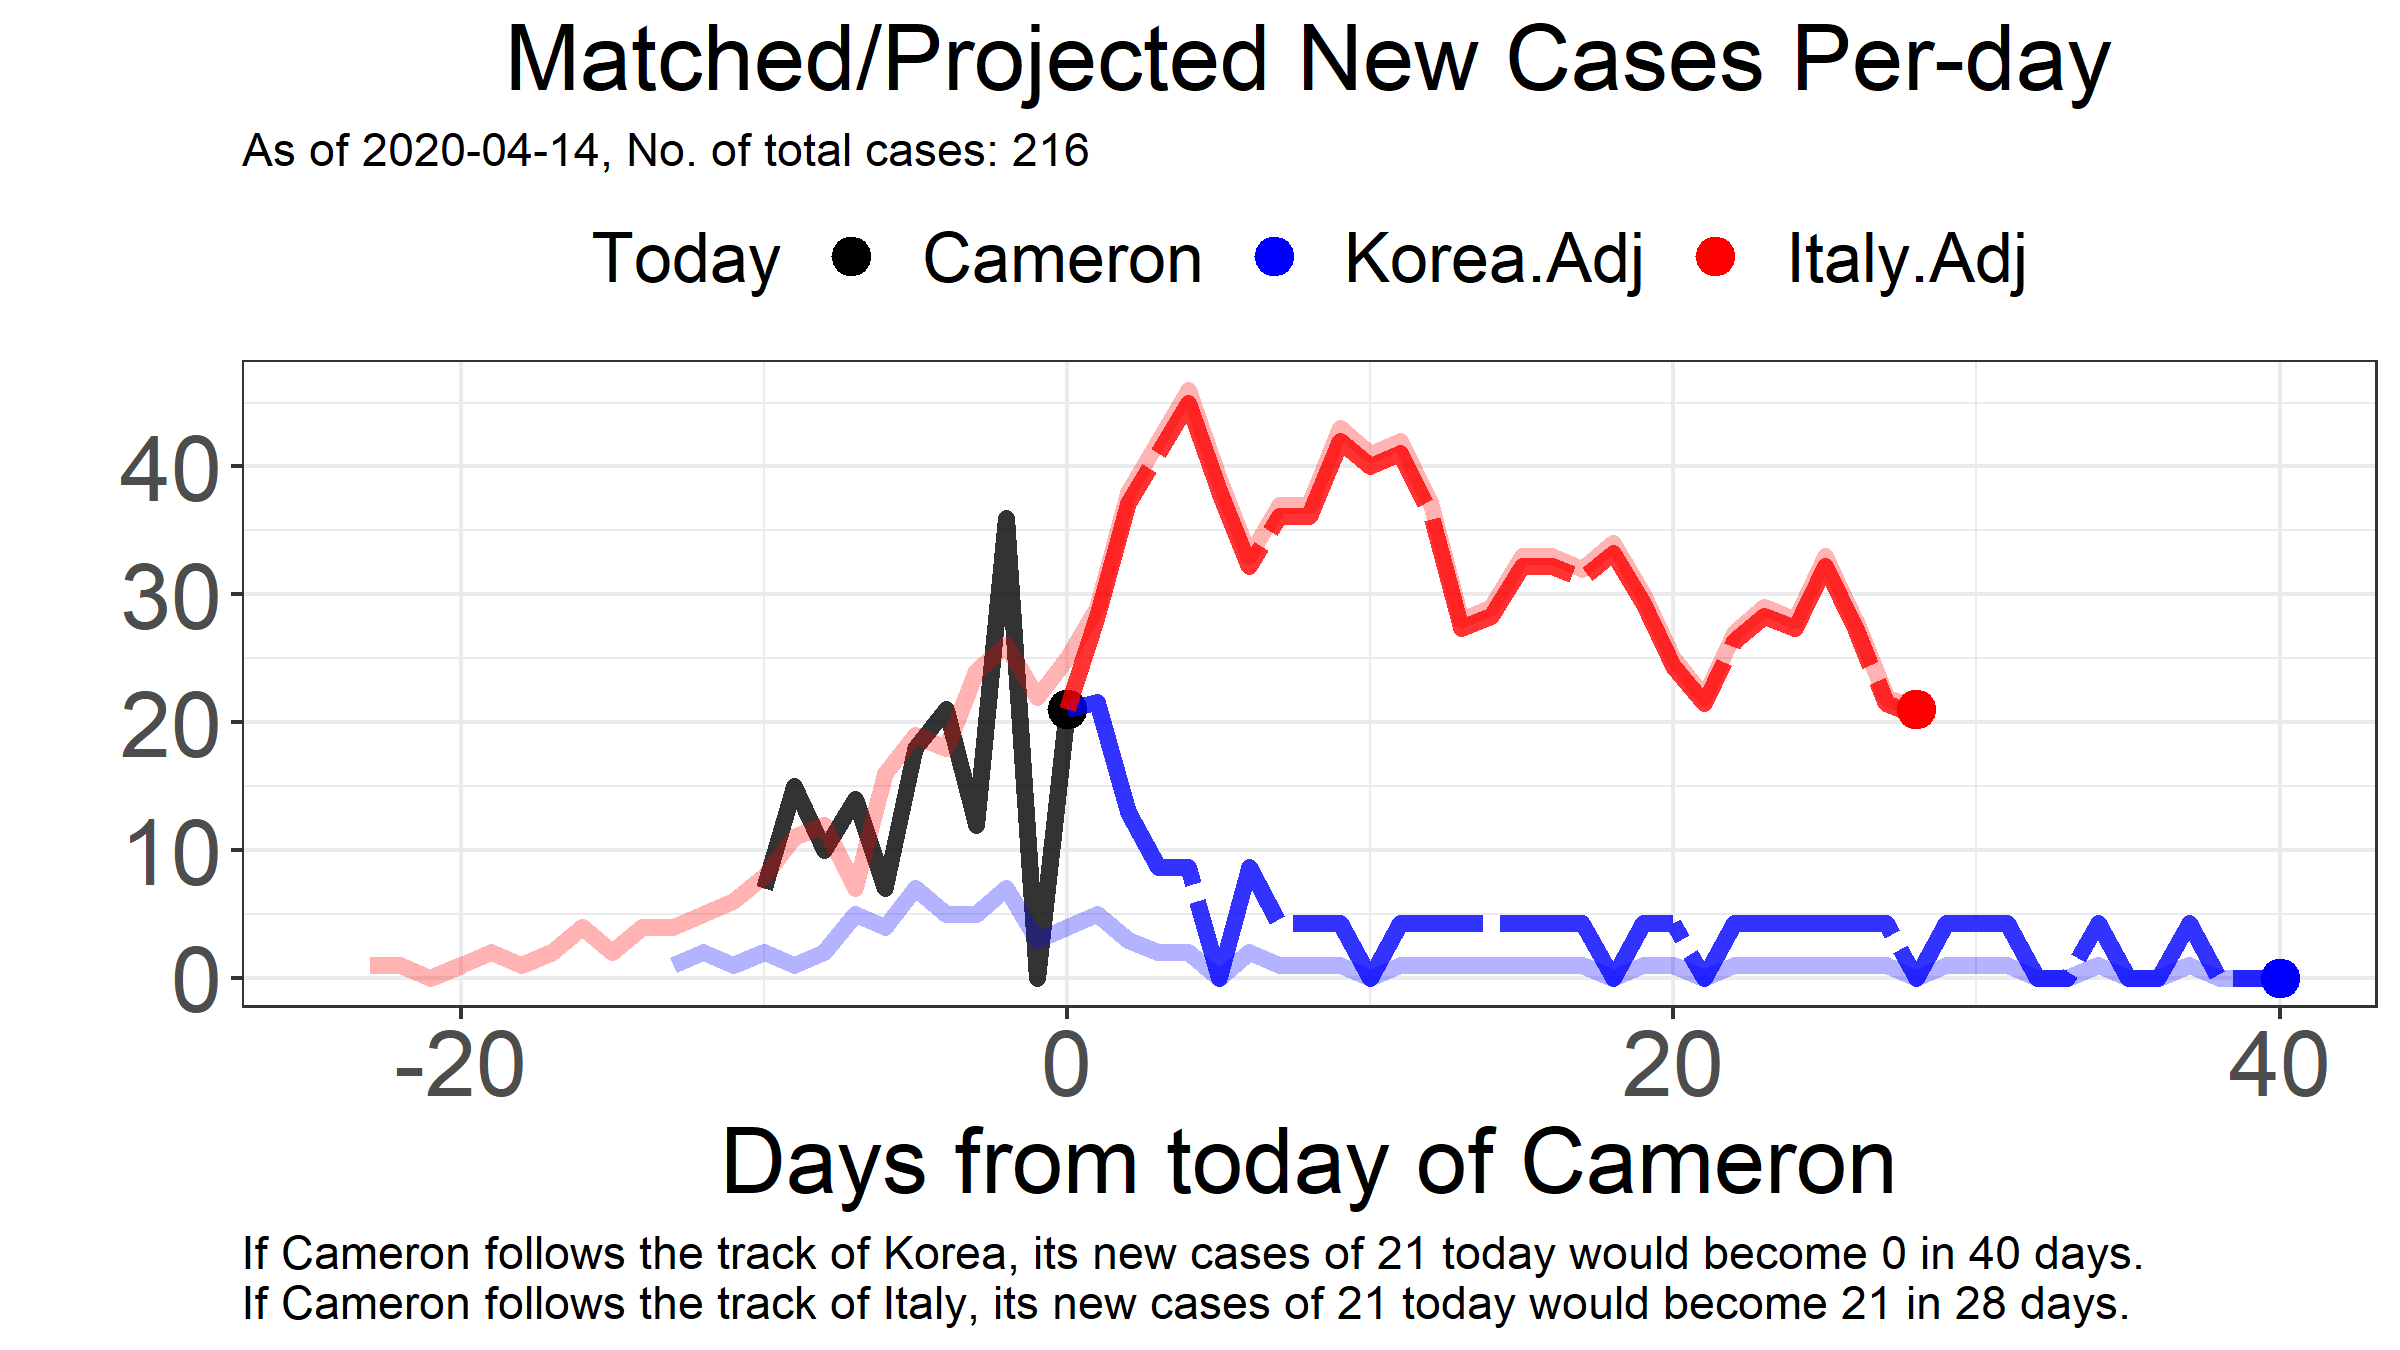 Matched/Projected New Cases Per-day
As of 2020-04-14, No. of total cases: 216
Today Cameron Korea.Adj Italy.Adj
40
30
20
10
0
-20 0 20 40
Days from today of Cameron
If Cameron follows the track of Korea, its new cases of 21 today would become 0 in 40 days.
If Cameron follows the track of Italy, its new cases of 21 today would become 21 in 28 days.